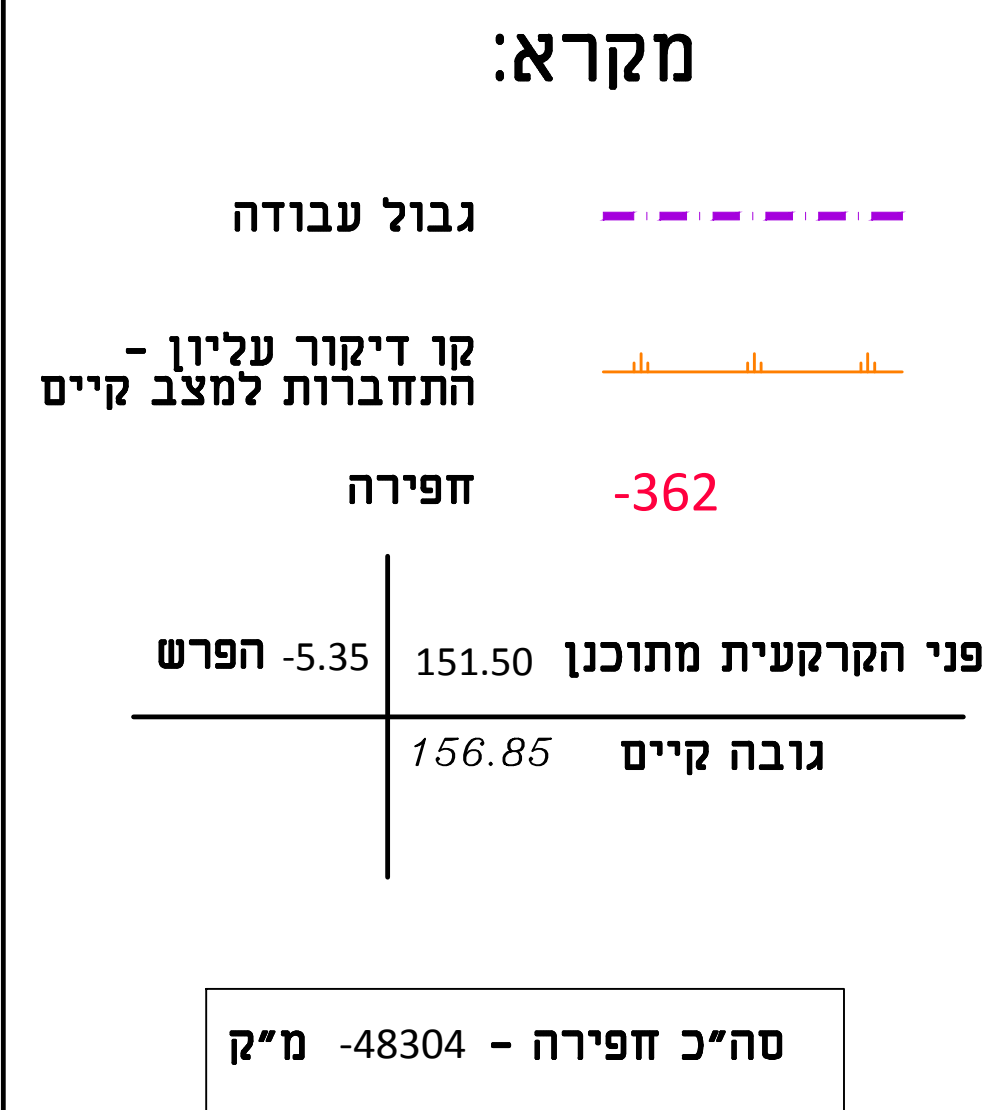 מקרא:
גבול עבודה
קו דיקור עליון -
התחברות למצב קיים
-362 חפירה
פני הקרקעית מתוכנן 151.50 -5.35 הפרש
גובה קיים 156.85
סה"כ חפירה - -48304 מ"ק